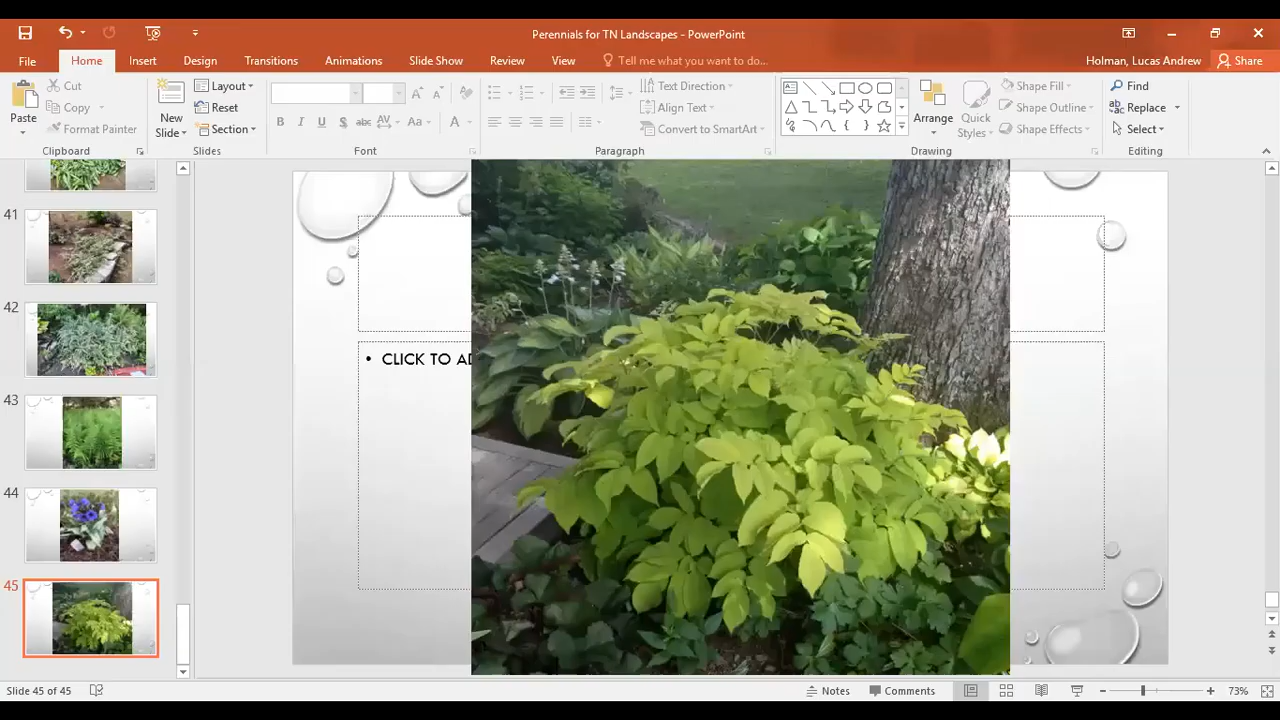 Perennials for TN Landscapes - PowerPoint
File Home Insert Design Transitions Animations Slide Show Review View Tell me what you want to do... Holman, Lucas Andrew Share
Paste Cut Copy Format Painter
Clipboard
New Slide Layout Reset Section
Slides
B I U S abc AV Aa A
Font
Text Direction Align Text Convert to SmartArt
Paragraph
Arrange Quick Styles Shape Fill Shape Outline Shape Effects
Drawing
Find Replace Select
Editing
41
42
43
44
45
• CLICK TO AD
Slide 45 of 45 Notes Comments 73%